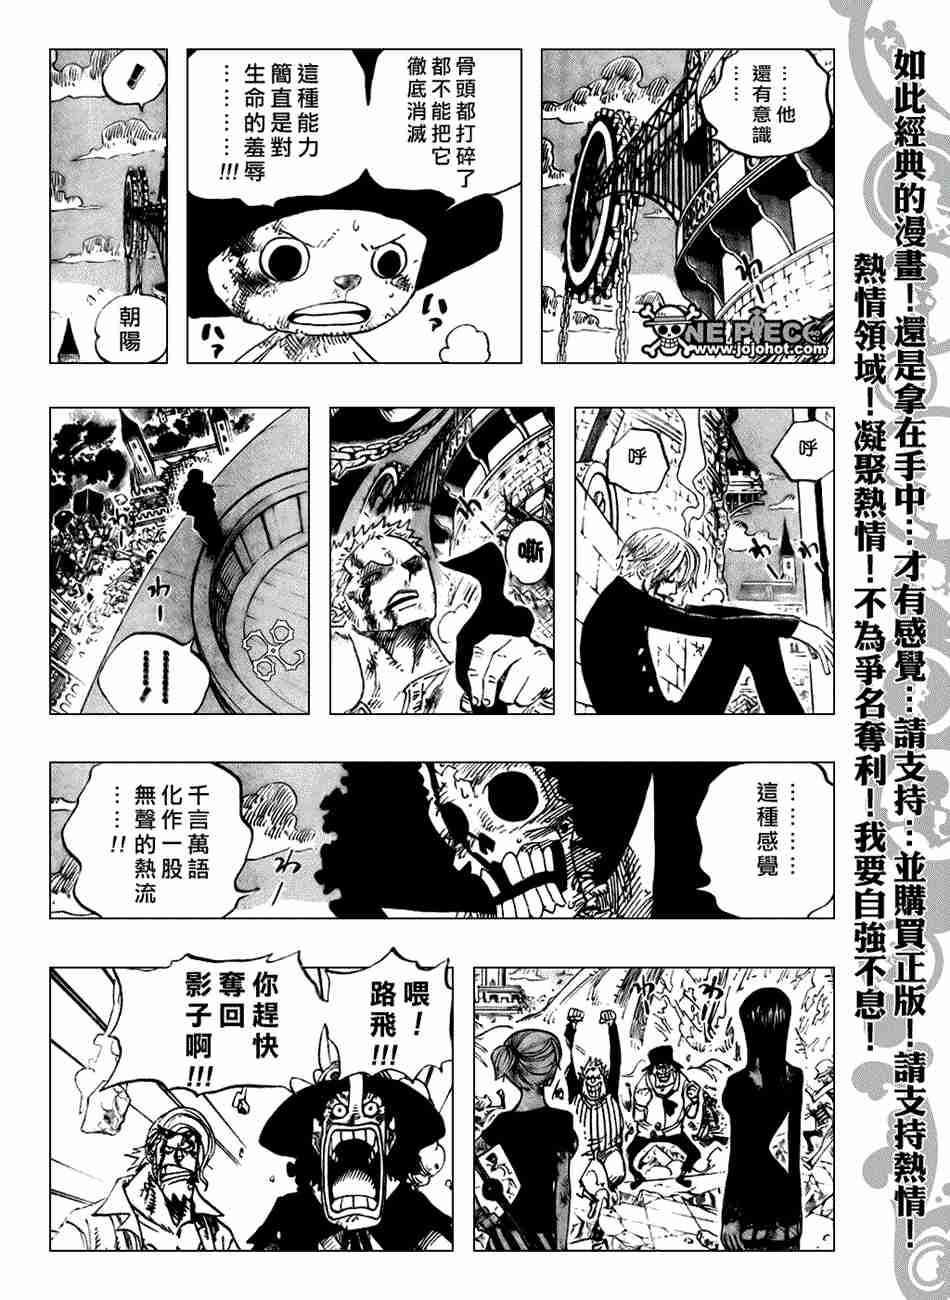 ……他
還有意識
……
ONE PIECE
www.jojohot.com
骨頭都打碎了
都不能把它
徹底消滅
這種能力
簡直是對
生命的羞辱
……!!!
!
朝陽
呼
呼
嘶
………!
………
這種感覺
千言萬語
化作一股
無聲的熱流
……!!
喂!
路飛!!!
你趕快
奪回
影子啊!!!
如此經典的漫畫!還是拿在手中…才有感覺…請支持…並購買正版!請支持熱情!
熱情領域!凝聚熱情!不為爭名奪利!我要自強不息!